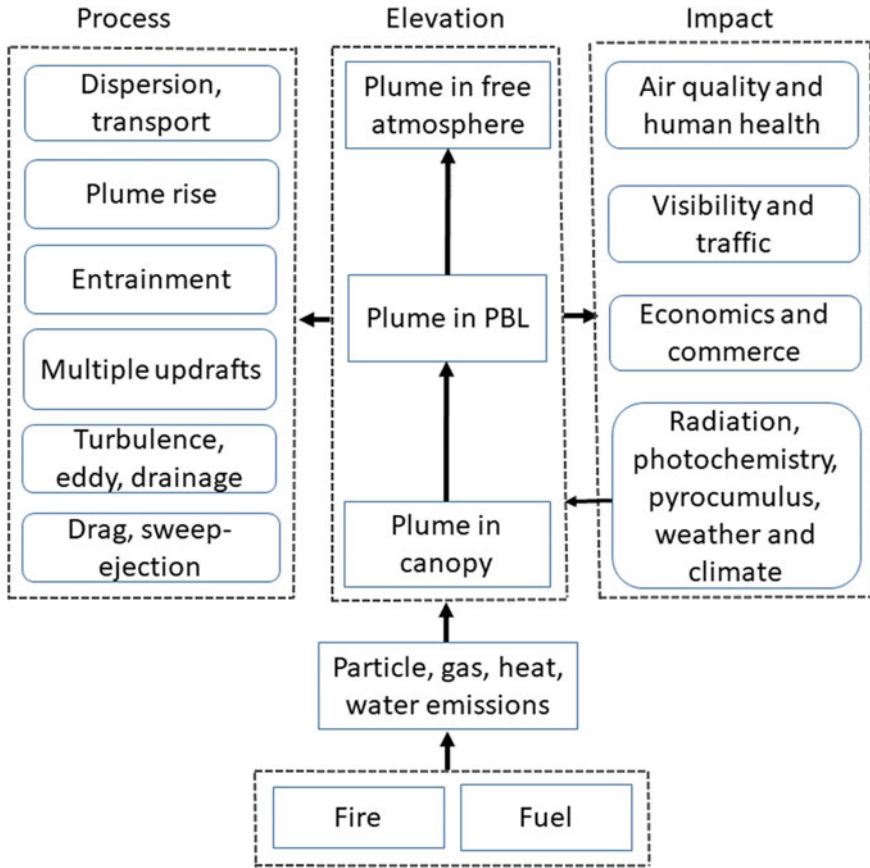 Process
Elevation
Impact
Dispersion,
transport
Plume rise
Entrainment
Multiple updrafts
Turbulence,
eddy, drainage
Drag, sweep-
ejection
Plume in free
atmosphere
Plume in PBL
Plume in
canopy
Air quality and
human health
Visibility and
traffic
Economics and
commerce
Radiation,
photochemistry,
pyrocumulus,
weather and
climate
Particle, gas, heat,
water emissions
Fire
Fuel